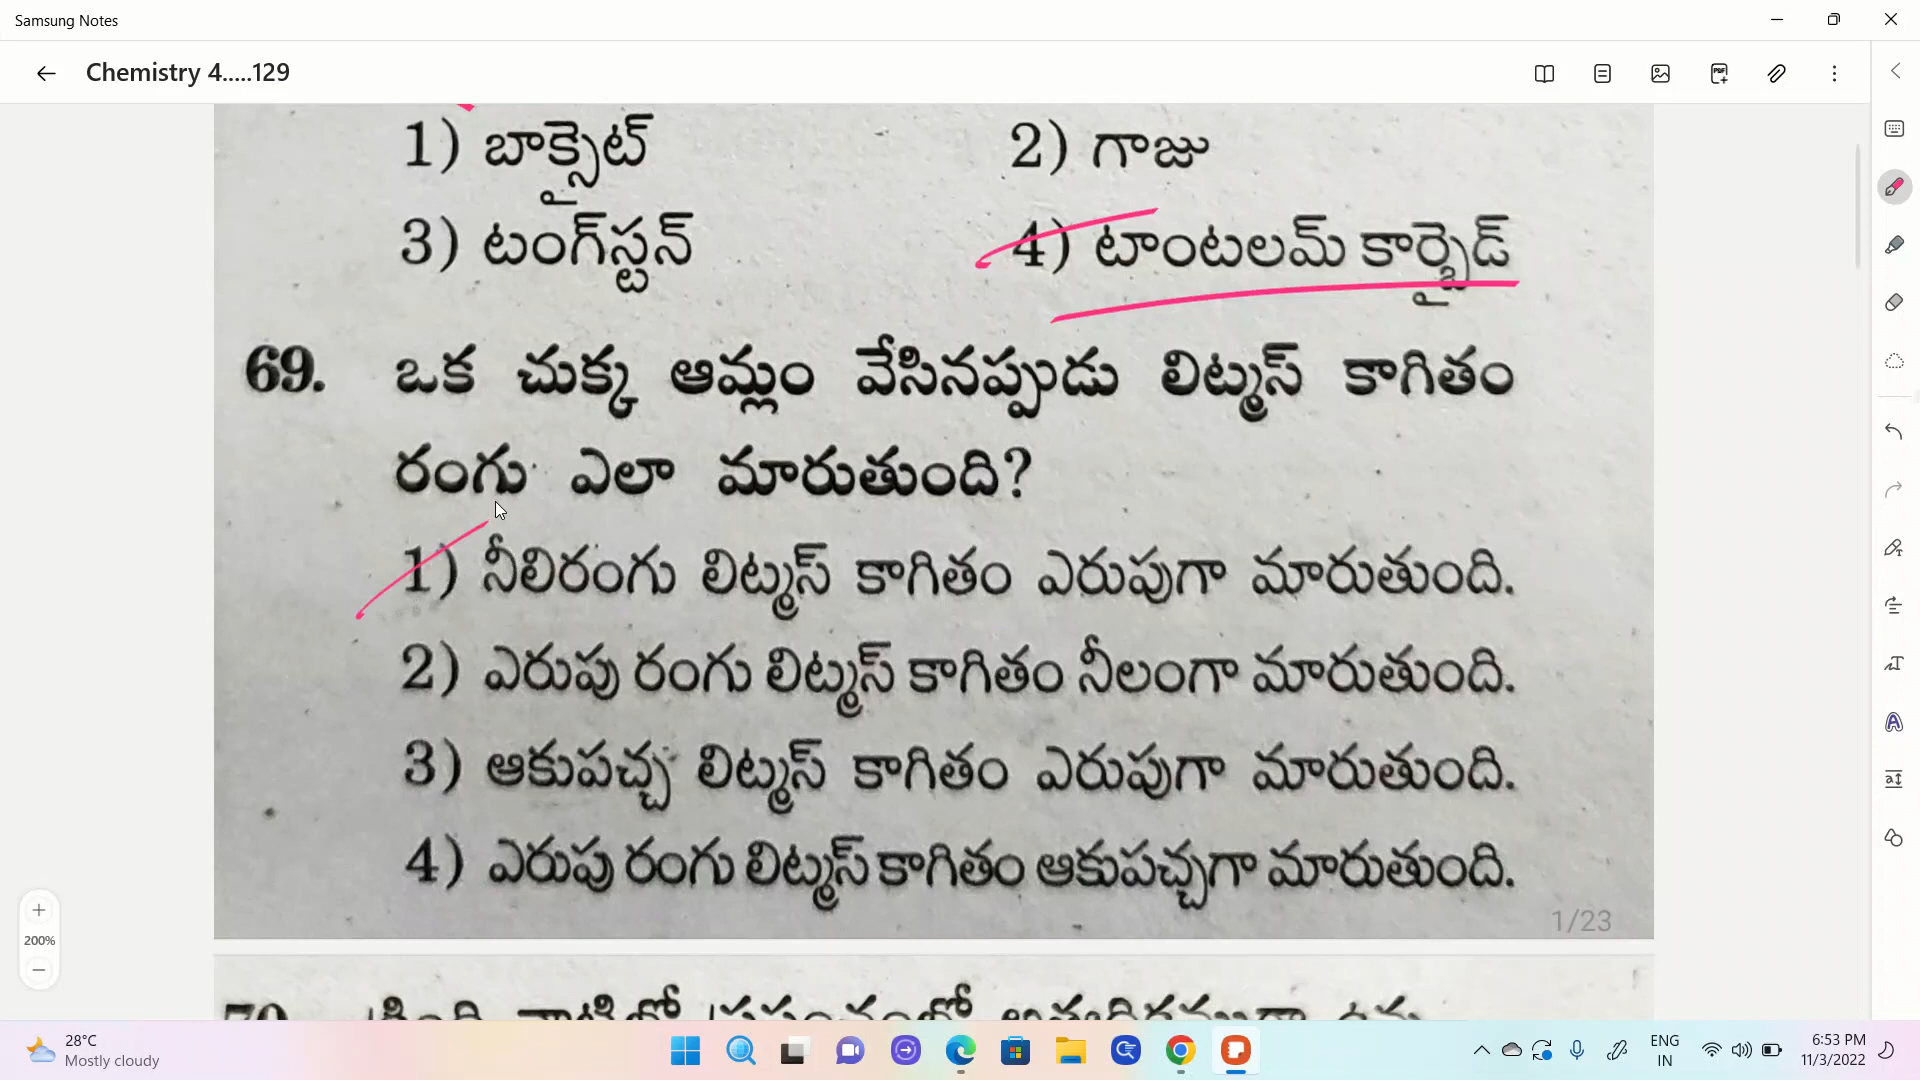 Samsung Notes
Chemistry 4.....129
1) బాక్సైట్ 2) గాజు
3) టంగ్‌స్టన్ 4) టాంటలమ్ కార్బైడ్
69. ఒక చుక్క ఆమ్లం వేసినప్పుడు లిట్మస్ కాగితం
రంగు ఎలా మారుతుంది?
1) నీలిరంగు లిట్మస్ కాగితం ఎరుపుగా మారుతుంది.
2) ఎరుపు రంగు లిట్మస్ కాగితం నీలంగా మారుతుంది.
3) ఆకుపచ్చ లిట్మస్ కాగితం ఎరుపుగా మారుతుంది.
4) ఎరుపు రంగు లిట్మస్ కాగితం ఆకుపచ్చగా మారుతుంది.
1/23
200%
28°C
Mostly cloudy
ENG
IN
6:53 PM
11/3/2022